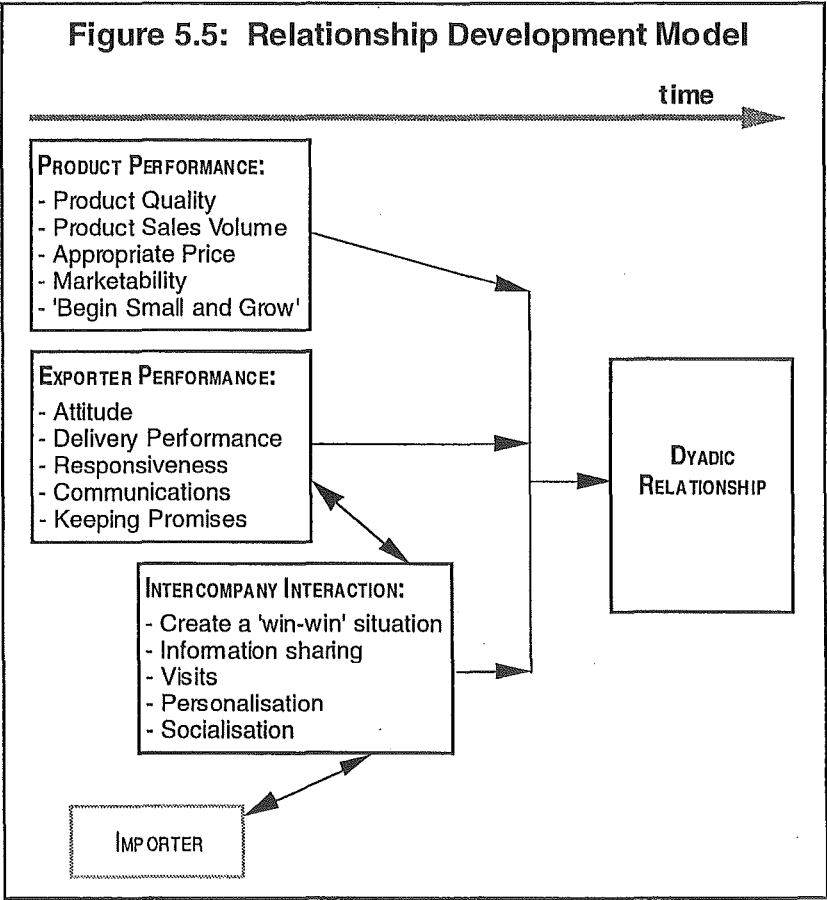 Figure 5.5: Relationship Development Model
time
PRODUCT PERFORMANCE:
- Product Quality
- Product Sales Volume
- Appropriate Price
- Marketability
- 'Begin Small and Grow'
EXPORTER PERFORMANCE:
- Attitude
- Delivery Performance
- Responsiveness
- Communications
- Keeping Promises
DYADIC
RELATIONSHIP
INTERCOMPANY INTERACTION:
- Create a 'win-win' situation
- Information sharing
- Visits
- Personalisation
- Socialisation
IMPORTER